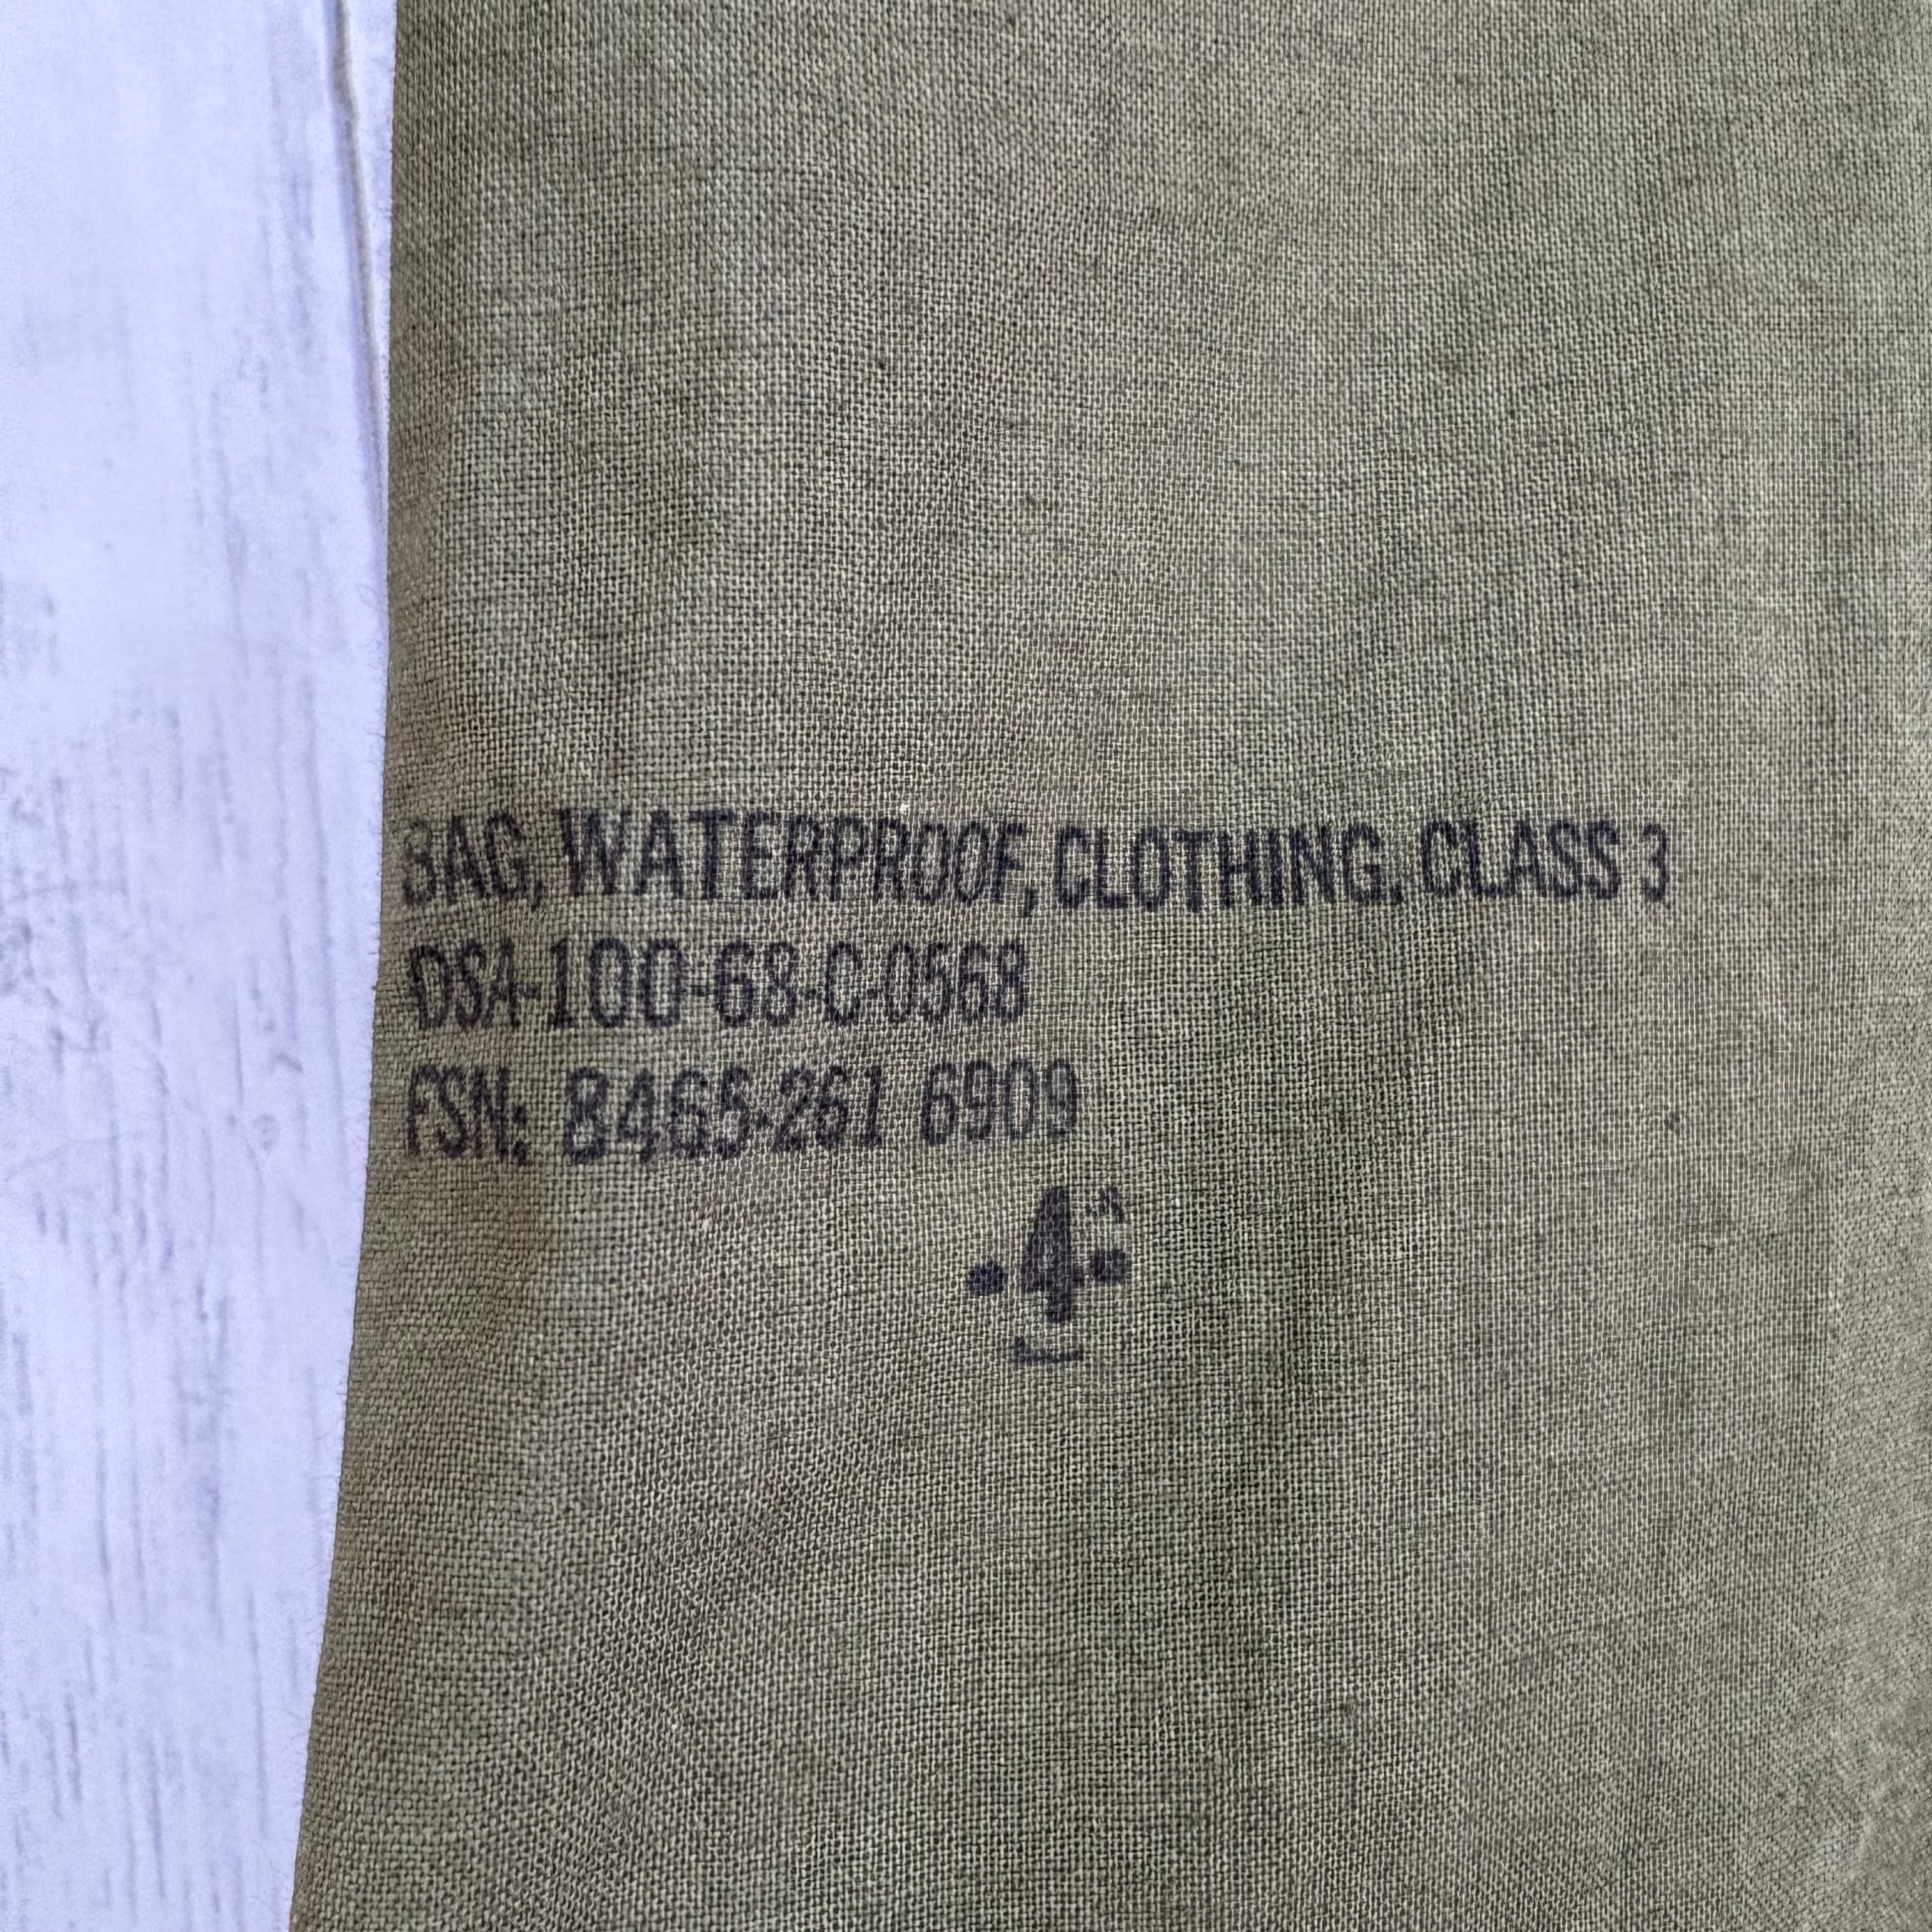 BAG, WATERPROOF, CLOTHING, CLASS 3
DSA-100-68-C-0568
FSN: 8465-261 6909
.4.